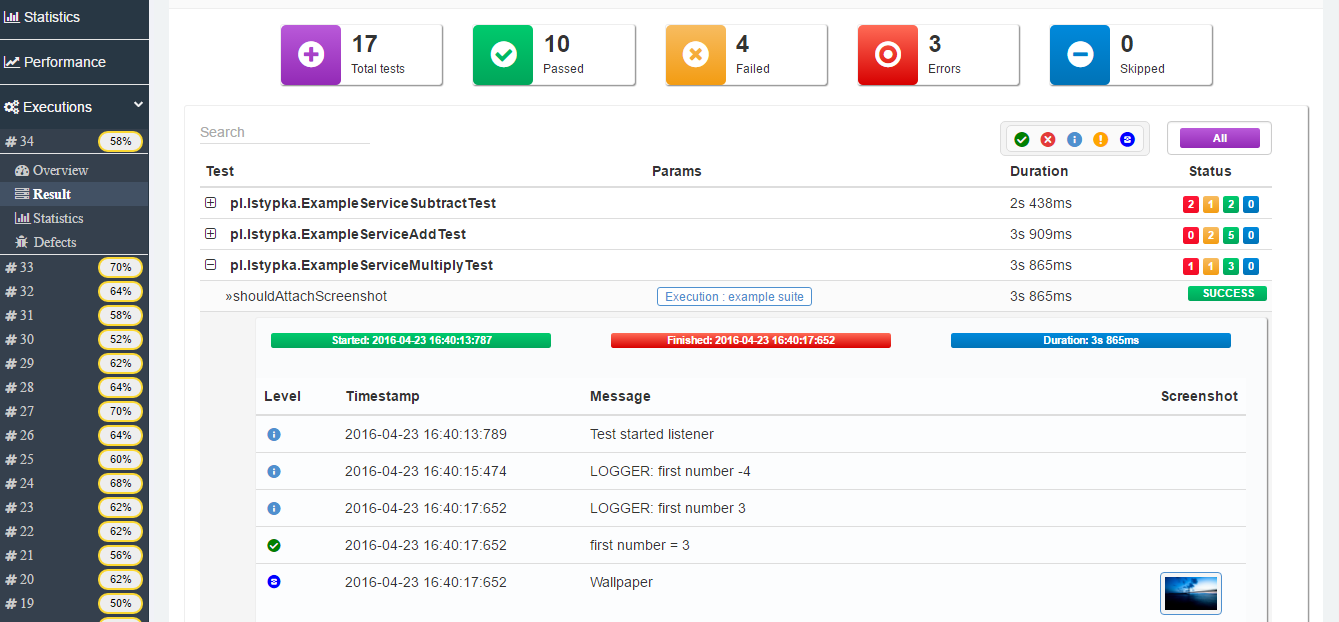 Statistics
Performance
Executions
# 34 58%
Overview
Result
Statistics
Defects
# 33 70%
# 32 64%
# 31 58%
# 30 52%
# 29 62%
# 28 64%
# 27 70%
# 26 64%
# 25 60%
# 24 68%
# 23 62%
# 22 62%
# 21 56%
# 20 62%
# 19 50%
17 Total tests
10 Passed
4 Failed
3 Errors
0 Skipped
Search
All
Test Params Duration Status
pl.lstypka.ExampleServiceSubtractTest 2s 438ms 2 1 2 0
pl.lstypka.ExampleServiceAddTest 3s 909ms 0 2 5 0
pl.lstypka.ExampleServiceMultiplyTest 3s 865ms 1 1 3 0
»shouldAttachScreenshot Execution : example suite 3s 865ms SUCCESS
Started: 2016-04-23 16:40:13:787 Finished: 2016-04-23 16:40:17:652 Duration: 3s 865ms
Level Timestamp Message Screenshot
2016-04-23 16:40:13:789 Test started listener
2016-04-23 16:40:15:474 LOGGER: first number -4
2016-04-23 16:40:17:652 LOGGER: first number 3
2016-04-23 16:40:17:652 first number = 3
2016-04-23 16:40:17:652 Wallpaper